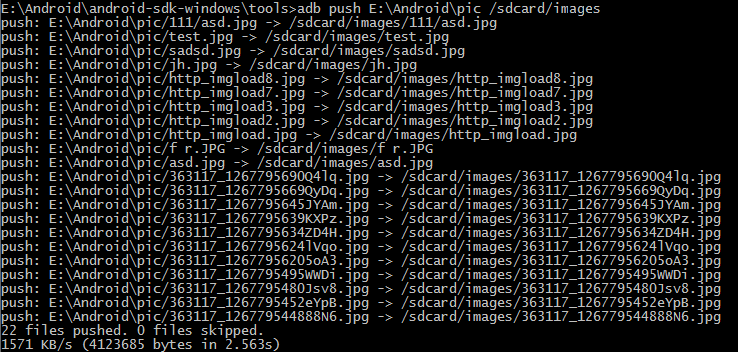 E:\Android\android-sdk-windows\tools>adb push E:\Android\pic /sdcard/images
push: E:\Android\pic/111/asd.jpg -> /sdcard/images/111/asd.jpg
push: E:\Android\pic/test.jpg -> /sdcard/images/test.jpg
push: E:\Android\pic/sadsd.jpg -> /sdcard/images/sadsd.jpg
push: E:\Android\pic/jh.jpg -> /sdcard/images/jh.jpg
push: E:\Android\pic/http_imgload8.jpg -> /sdcard/images/http_imgload8.jpg
push: E:\Android\pic/http_imgload7.jpg -> /sdcard/images/http_imgload7.jpg
push: E:\Android\pic/http_imgload3.jpg -> /sdcard/images/http_imgload3.jpg
push: E:\Android\pic/http_imgload2.jpg -> /sdcard/images/http_imgload2.jpg
push: E:\Android\pic/http_imgload.jpg -> /sdcard/images/http_imgload.jpg
push: E:\Android\pic/f r.JPG -> /sdcard/images/f r.JPG
push: E:\Android\pic/asd.jpg -> /sdcard/images/asd.jpg
push: E:\Android\pic/363117_1267795690Q4lq.jpg -> /sdcard/images/363117_1267795690Q4lq.jpg
push: E:\Android\pic/363117_1267795669QyDq.jpg -> /sdcard/images/363117_1267795669QyDq.jpg
push: E:\Android\pic/363117_1267795645JYAm.jpg -> /sdcard/images/363117_1267795645JYAm.jpg
push: E:\Android\pic/363117_1267795639KXPz.jpg -> /sdcard/images/363117_1267795639KXPz.jpg
push: E:\Android\pic/363117_1267795634ZD4H.jpg -> /sdcard/images/363117_1267795634ZD4H.jpg
push: E:\Android\pic/363117_1267795624lVqo.jpg -> /sdcard/images/363117_1267795624lVqo.jpg
push: E:\Android\pic/363117_12677956205oA3.jpg -> /sdcard/images/363117_12677956205oA3.jpg
push: E:\Android\pic/363117_1267795495WWDi.jpg -> /sdcard/images/363117_1267795495WWDi.jpg
push: E:\Android\pic/363117_1267795480Jsv8.jpg -> /sdcard/images/363117_1267795480Jsv8.jpg
push: E:\Android\pic/363117_1267795452eYpB.jpg -> /sdcard/images/363117_1267795452eYpB.jpg
push: E:\Android\pic/363117_126779544888N6.jpg -> /sdcard/images/363117_126779544888N6.jpg
22 files pushed. 0 files skipped.
1571 KB/s (4123685 bytes in 2.563s)